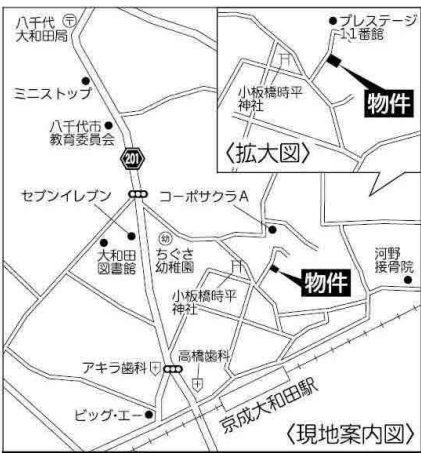 八千代
大和田局
プレステージ
11番館
ミニストップ
小板橋時平
神社
物件
八千代市
教育委員会
〈拡大図〉
201
セブンイレブン
コーポサクラA
幼
ちぐさ
幼稚園
大和田
図書館
河野
接骨院
物件
小板橋時平
神社
高橋歯科
アキラ歯科
京成大和田駅
ビッグ・エー
〈現地案内図〉